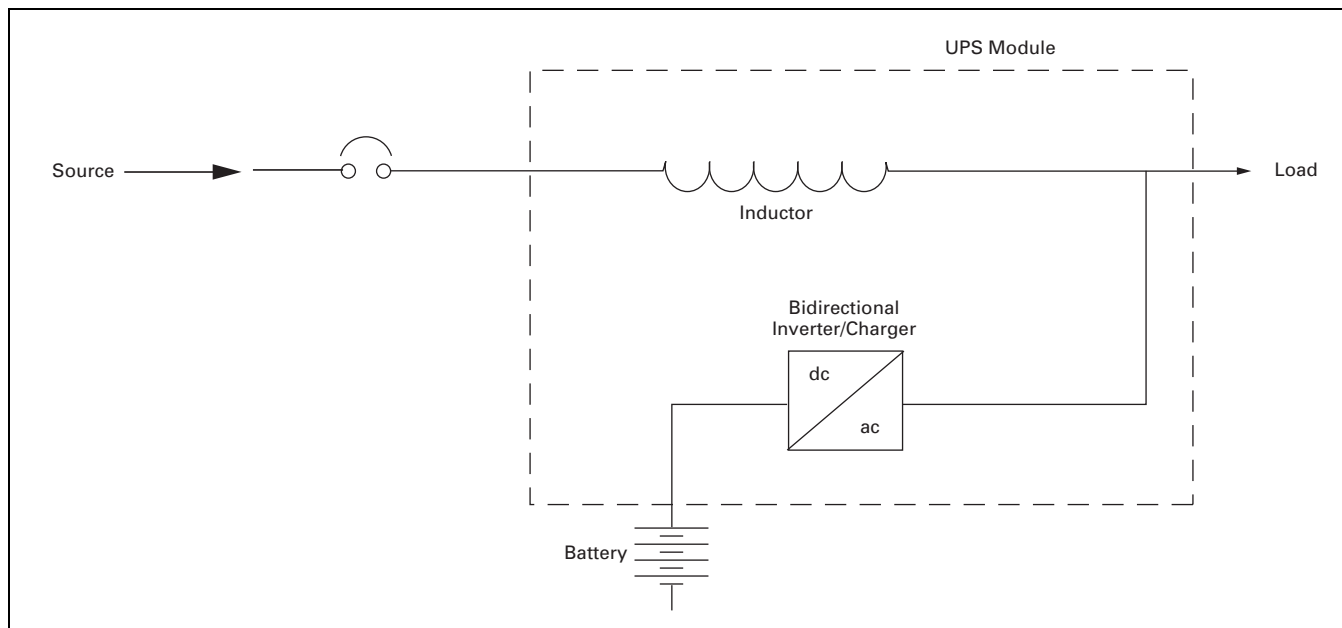 UPS Module
Source
Load
Inductor
Bidirectional
Inverter/Charger
dc
ac
Battery